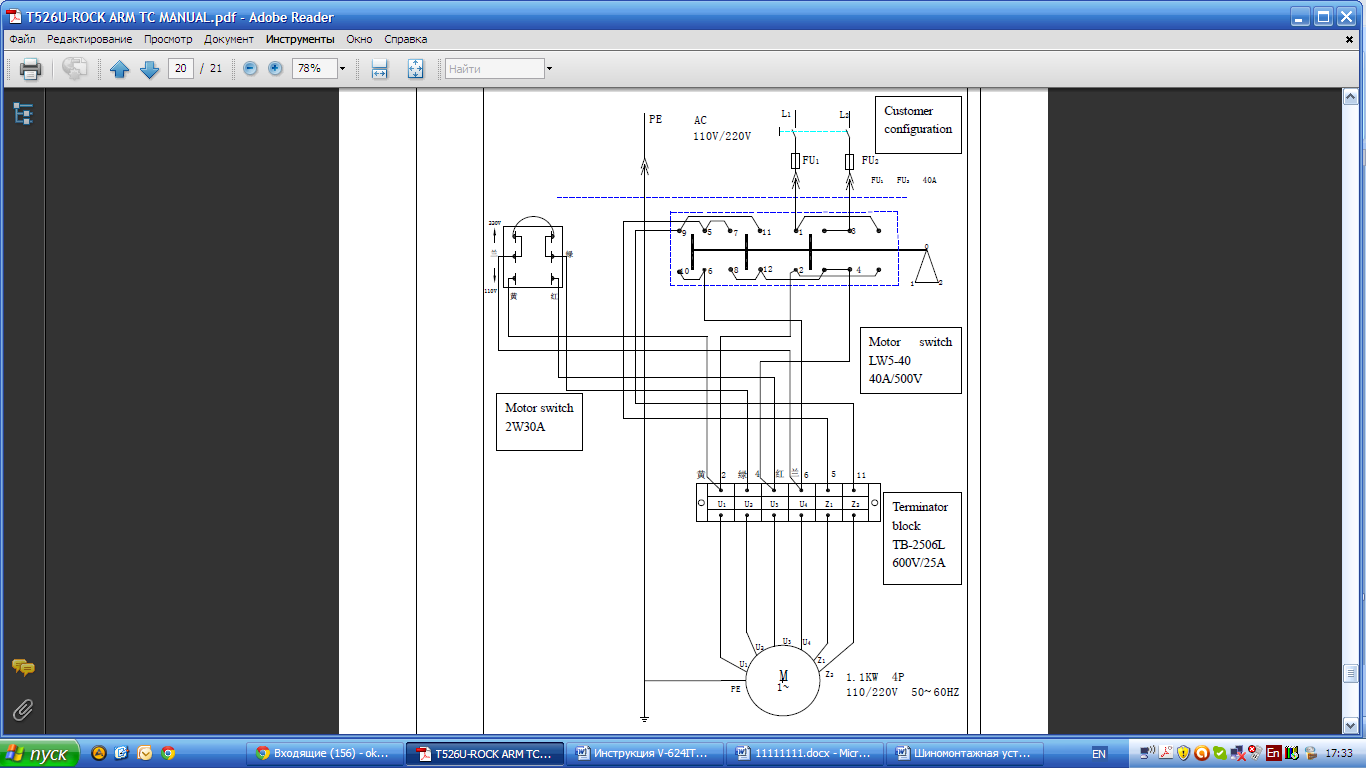 T526U-ROCK ARM TC MANUAL.pdf - Adobe Reader
Файл Редактирование Просмотр Документ Инструменты Окно Справка
20 / 21 78% Найти
PE AC
110V/220V
L1 L2
Customer
configuration
FU1 FU2
FU1 FU2 40A
220V
兰 绿
110V
黄 红
9 5 7 11 1 3
10 6 8 12 2 4
0
1 2
Motor switch
LW5-40
40A/500V
Motor switch
2W30A
黄 2 绿 4 红 兰 6 5 11
U1 U2 U3 U4 Z1 Z2
Terminator
block
TB-2506L
600V/25A
U1 U2 U3 U4 Z1 Z2
PE
M
1~
1.1KW 4P
110/220V 50~60HZ
пуск
Входящие (156) - ok...
T526U-ROCK ARM TC...
Инструкция V-624IT...
11111111.docx - Micr...
Шиномонтажная уст...
EN
En
17:33